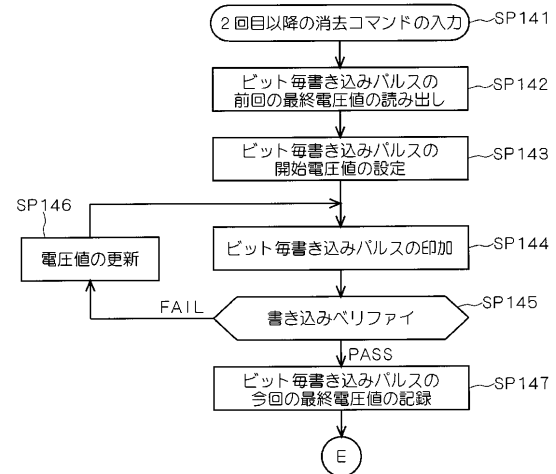 2回目以降の消去コマンドの入力
SP141
ビット毎書き込みパルスの
前回の最終電圧値の読み出し
SP142
ビット毎書き込みパルスの
開始電圧値の設定
SP143
SP146
電圧値の更新
ビット毎書き込みパルスの印加
SP144
FAIL
書き込みベリファイ
SP145
PASS
ビット毎書き込みパルスの
今回の最終電圧値の記録
SP147
E